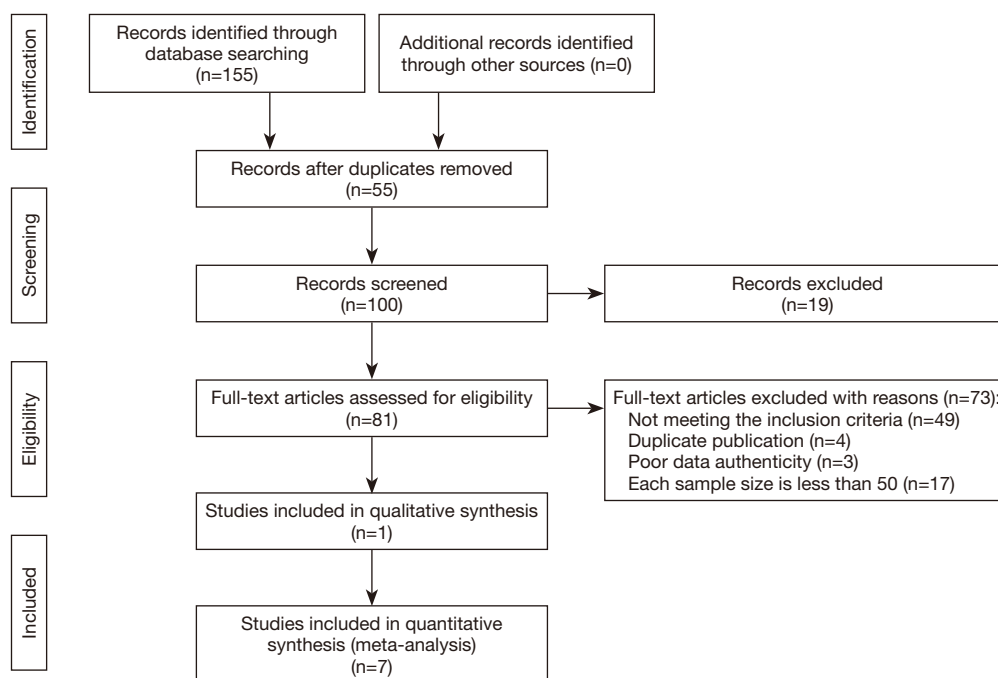 Identification
Records identified through
database searching
(n=155)
Additional records identified
through other sources (n=0)
Records after duplicates removed
(n=55)
Screening
Records screened
(n=100)
Records excluded
(n=19)
Eligibility
Full-text articles assessed for eligibility
(n=81)
Full-text articles excluded with reasons (n=73):
Not meeting the inclusion criteria (n=49)
Duplicate publication (n=4)
Poor data authenticity (n=3)
Each sample size is less than 50 (n=17)
Studies included in qualitative synthesis
(n=1)
Included
Studies included in quantitative
synthesis (meta-analysis)
(n=7)